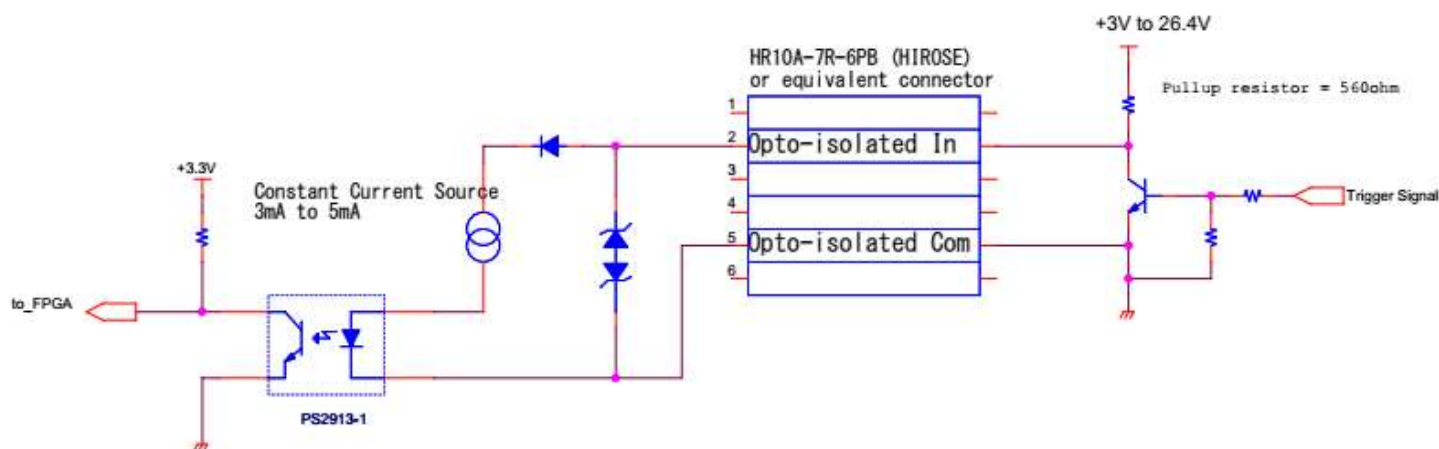 +3V to 26.4V
HR10A-7R-6PB (HIROSE)
or equivalent connector
Pullup resistor = 560ohm
1
2
Opto-isolated In
3
4
5
Opto-isolated Com
6
+3.3V
Constant Current Source
3mA to 5mA
Trigger Signal
to_FPGA
PS2913-1